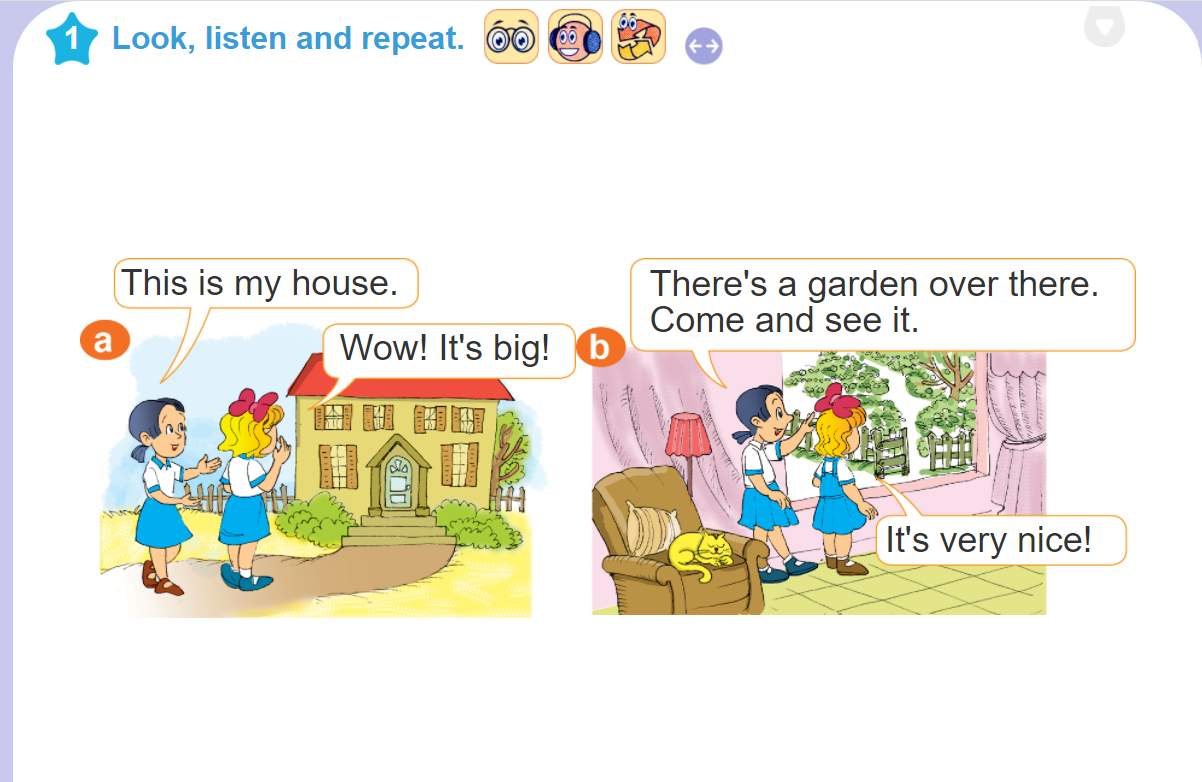 1 Look, listen and repeat.
a
This is my house.
Wow! It's big!
b
There's a garden over there.
Come and see it.
It's very nice!